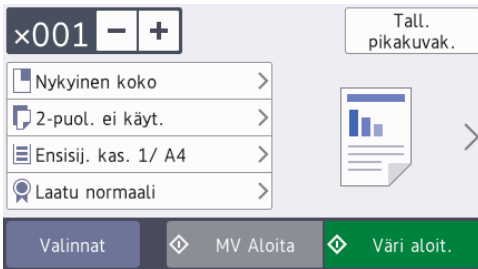 ×001 − +
Tall.
pikakuvak.
Nykyinen koko
2-puol. ei käyt.
Ensisij. kas. 1/ A4
Laatu normaali
Valinnat
MV Aloita
Väri aloit.